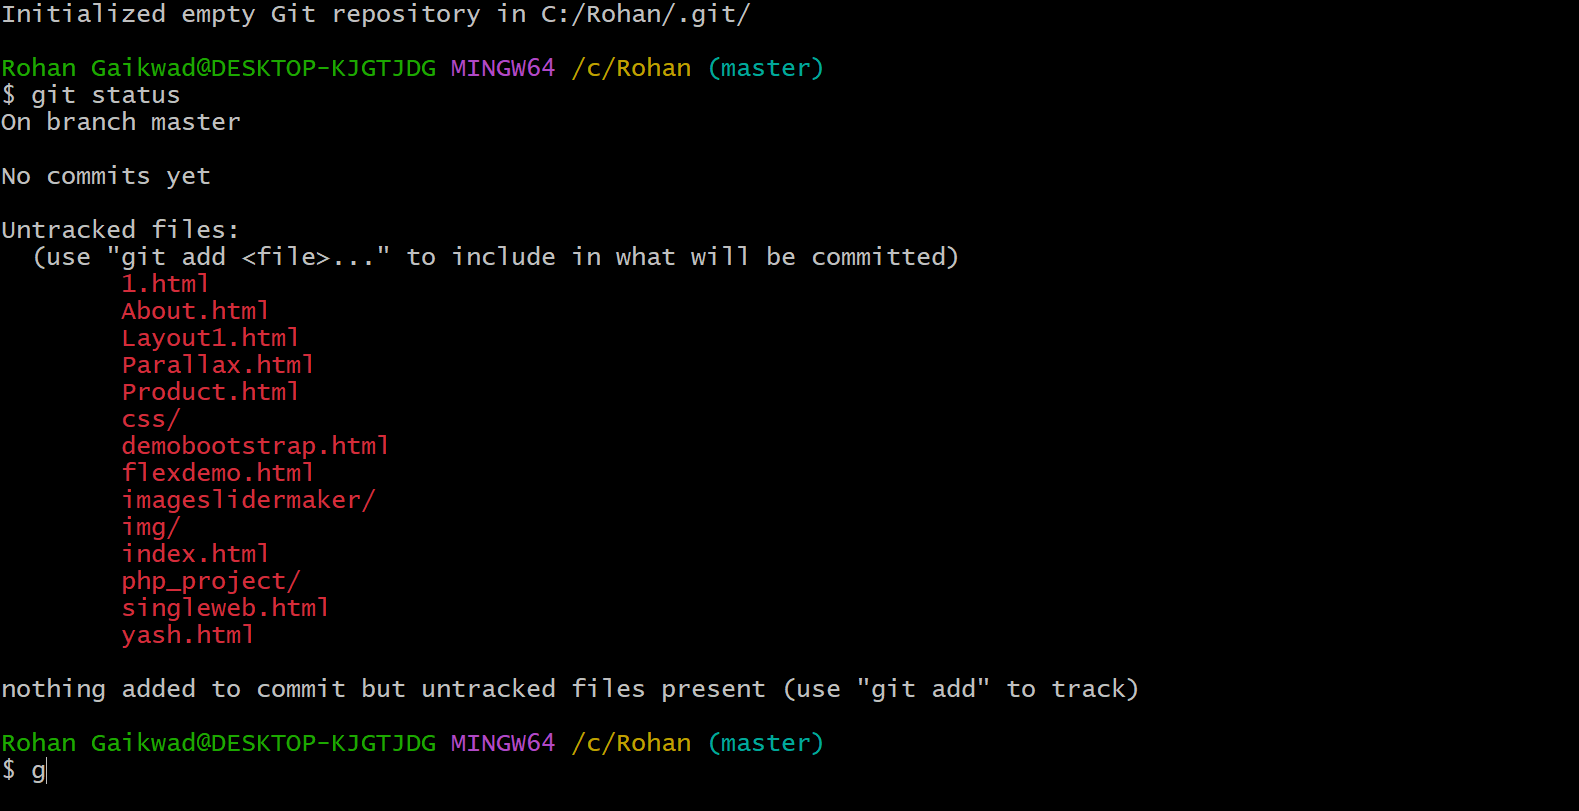 Initialized empty Git repository in C:/Rohan/.git/
Rohan Gaikwad@DESKTOP-KJGTJDG MINGW64 /c/Rohan (master)
$ git status
On branch master
No commits yet
Untracked files:
  (use "git add <file>..." to include in what will be committed)
        1.html
        About.html
        Layout1.html
        Parallax.html
        Product.html
        css/
        demobootstrap.html
        flexdemo.html
        imageslidermaker/
        img/
        index.html
        php_project/
        singleweb.html
        yash.html
nothing added to commit but untracked files present (use "git add" to track)
Rohan Gaikwad@DESKTOP-KJGTJDG MINGW64 /c/Rohan (master)
$ g